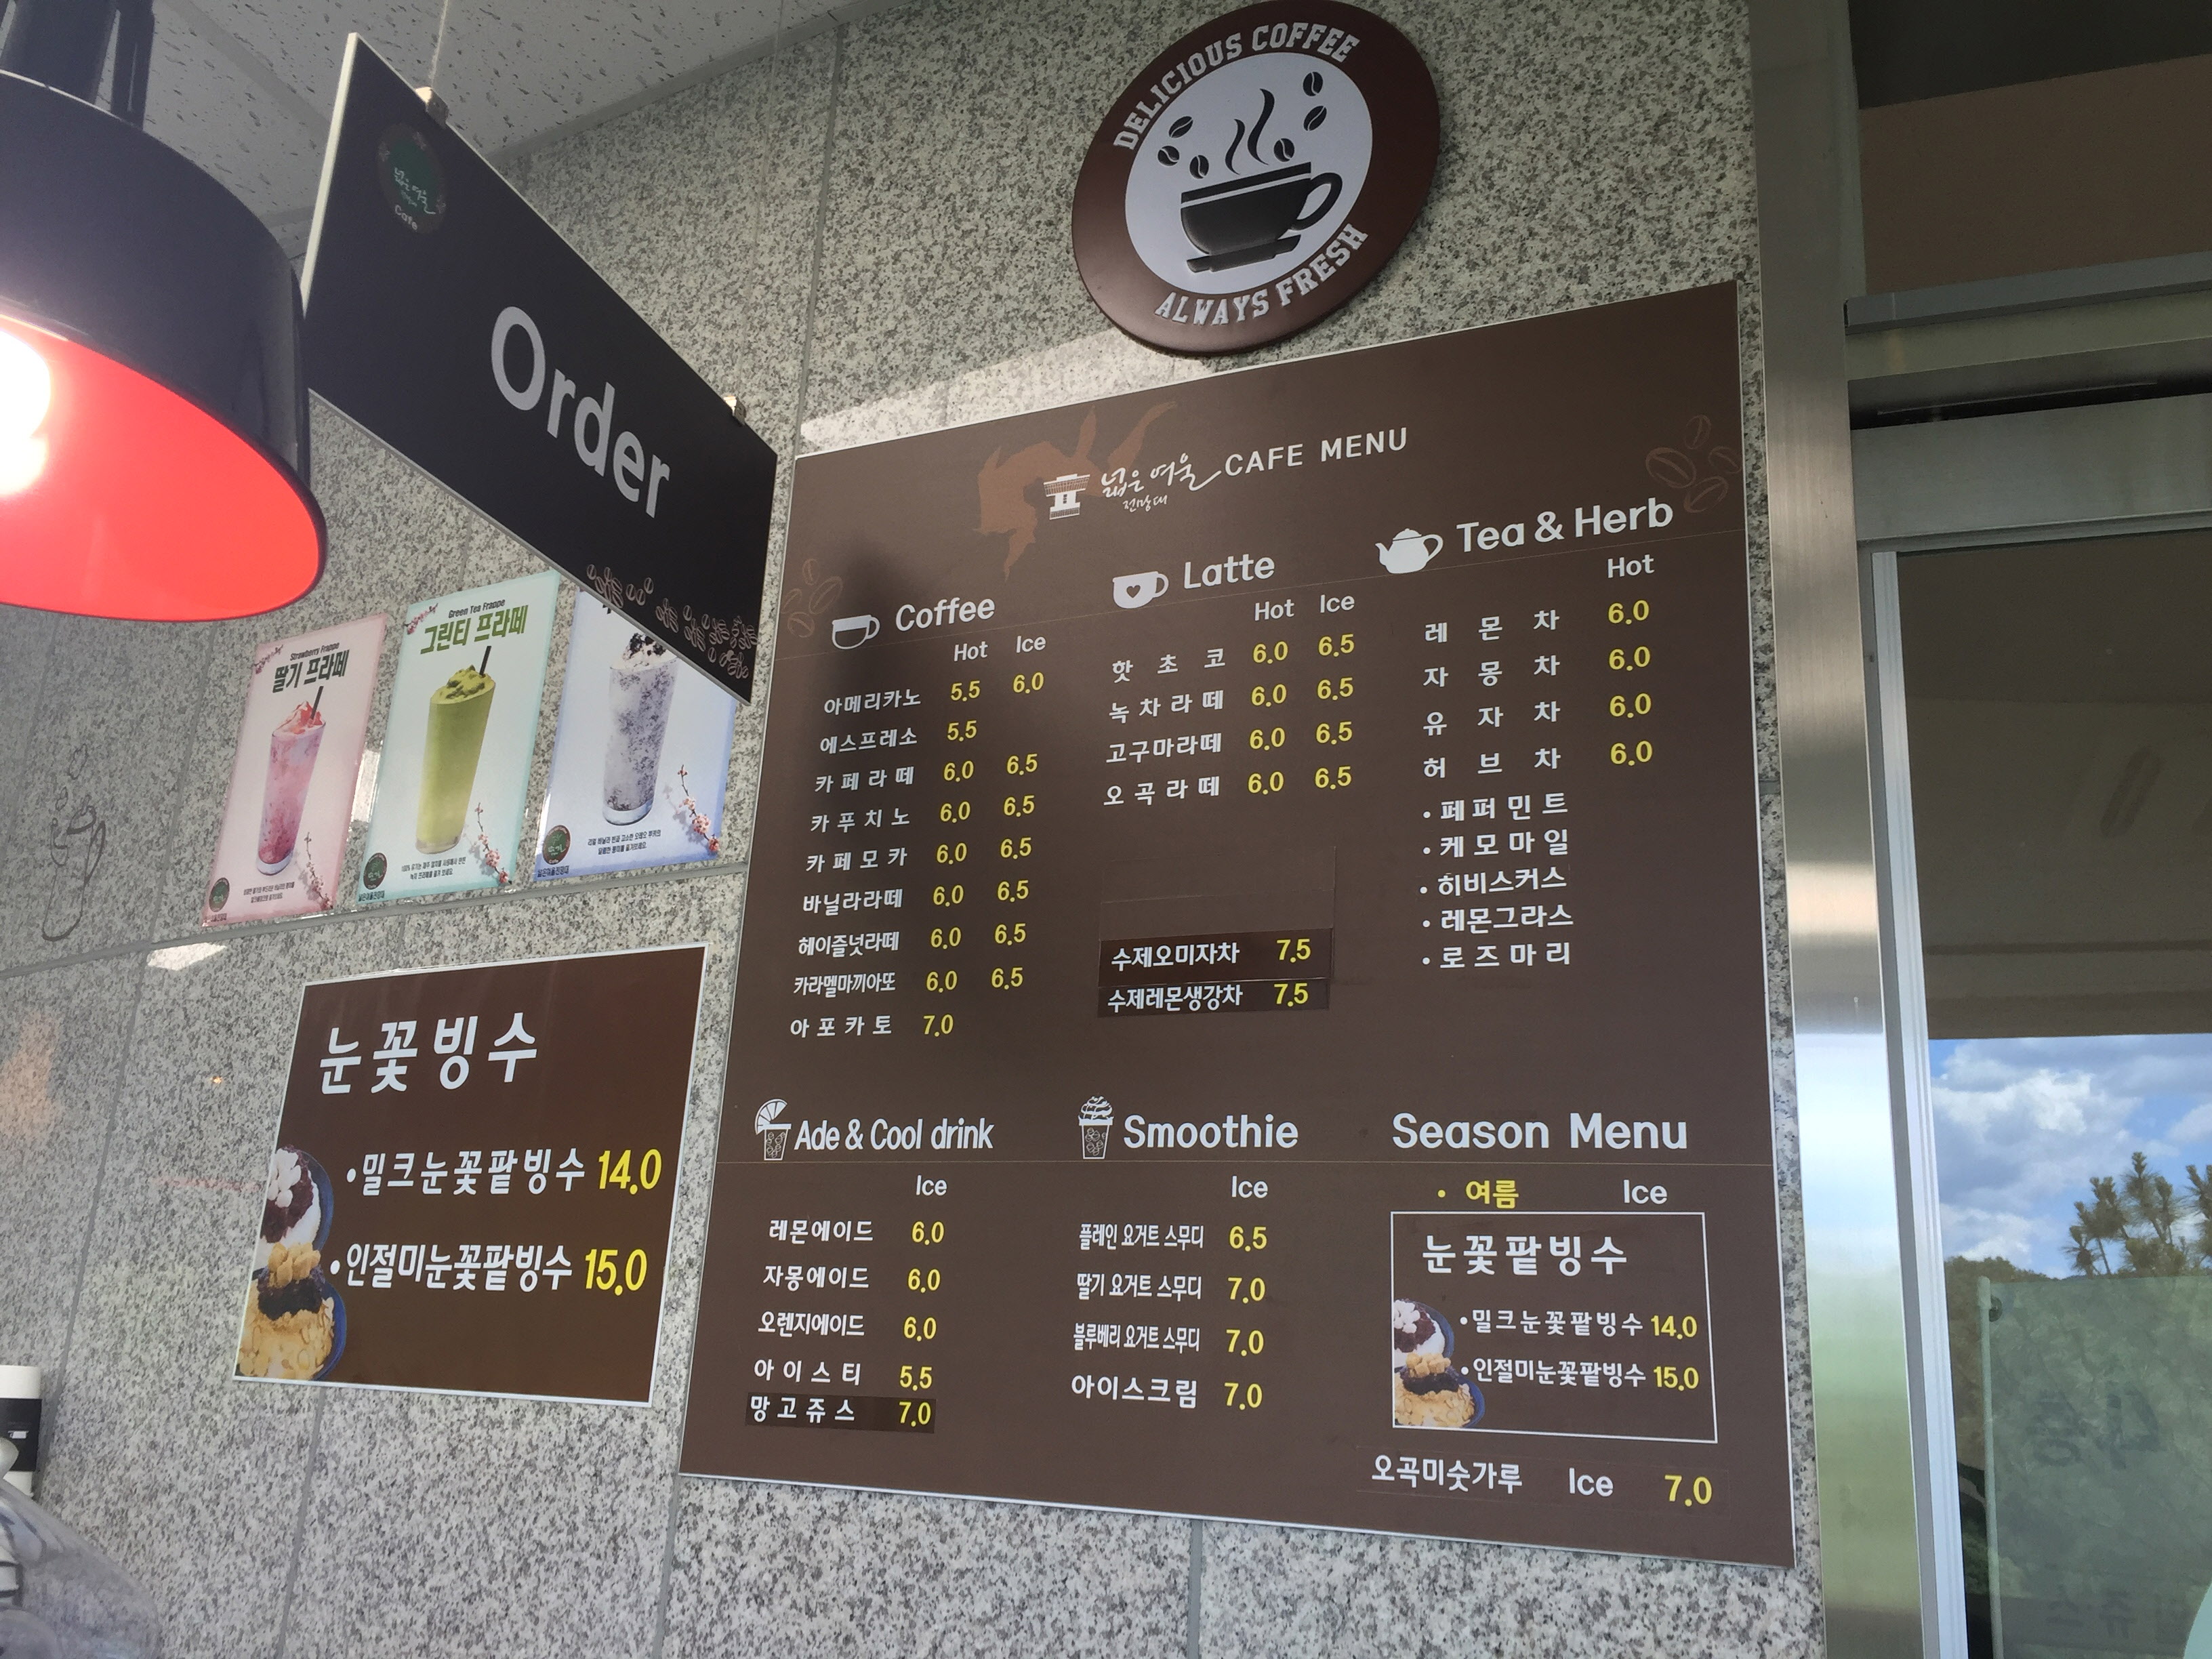 DELICIOUS COFFEE
ALWAYS FRESH
넓은여울
Cafe
Order
Strawberry Frappe
딸기 프라페
Green Tea Frappe
그린티 프라페
눈꽃빙수
•밀크눈꽃팥빙수 14.0
•인절미눈꽃팥빙수 15.0
넓은여울 CAFE MENU
전망대
Coffee
Hot Ice
아메리카노 5.5 6.0
에스프레소 5.5
카페라떼 6.0 6.5
카푸치노 6.0 6.5
카페모카 6.0 6.5
바닐라라떼 6.0 6.5
헤이즐넛라떼 6.0 6.5
카라멜마끼아또 6.0 6.5
아포카토 7.0
Latte
Hot Ice
핫초코 6.0 6.5
녹차라떼 6.0 6.5
고구마라떼 6.0 6.5
오곡라떼 6.0 6.5
수제오미자차 7.5
수제레몬생강차 7.5
Tea & Herb
Hot
레몬차 6.0
자몽차 6.0
유자차 6.0
허브차 6.0
•페퍼민트
•케모마일
•히비스커스
•레몬그라스
•로즈마리
Ade & Cool drink
Ice
레몬에이드 6.0
자몽에이드 6.0
오렌지에이드 6.0
아이스티 5.5
망고쥬스 7.0
Smoothie
Ice
플레인 요거트 스무디 6.5
딸기 요거트 스무디 7.0
블루베리 요거트 스무디 7.0
아이스크림 7.0
Season Menu
• 여름 Ice
눈꽃팥빙수
•밀크눈꽃팥빙수 14.0
•인절미눈꽃팥빙수 15.0
오곡미숫가루 Ice 7.0